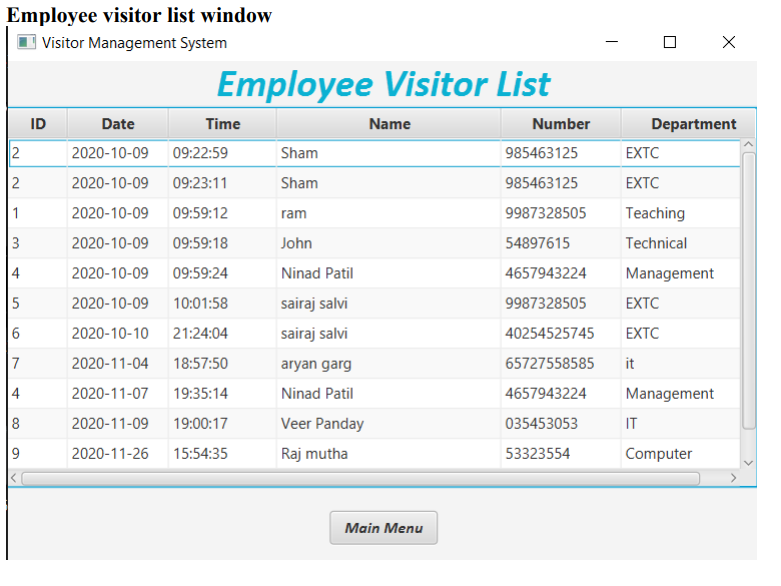 Employee visitor list window
Visitor Management System
Employee Visitor List
ID Date Time Name Number Department
2 2020-10-09 09:22:59 Sham 985463125 EXTC
2 2020-10-09 09:23:11 Sham 985463125 EXTC
1 2020-10-09 09:59:12 ram 9987328505 Teaching
3 2020-10-09 09:59:18 John 54897615 Technical
4 2020-10-09 09:59:24 Ninad Patil 4657943224 Management
5 2020-10-09 10:01:58 sairaj salvi 9987328505 EXTC
6 2020-10-10 21:24:04 sairaj salvi 40254525745 EXTC
7 2020-11-04 18:57:50 aryan garg 65727558585 it
4 2020-11-07 19:35:14 Ninad Patil 4657943224 Management
8 2020-11-09 19:00:17 Veer Panday 035453053 IT
9 2020-11-26 15:54:35 Raj mutha 53323554 Computer
Main Menu